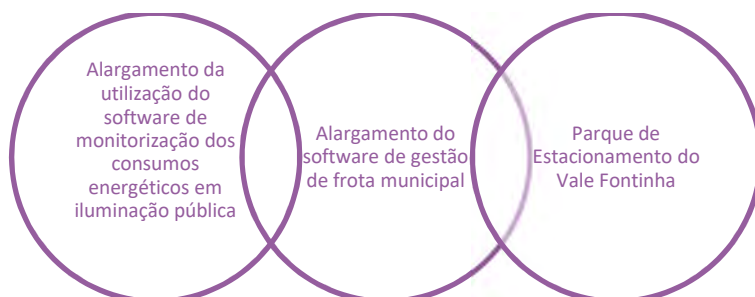 Alargamento da
utilização do
software de
monitorização dos
consumos
energéticos em
iluminação pública
Alargamento do
software de gestão
de frota municipal
Parque de
Estacionamento do
Vale Fontinha